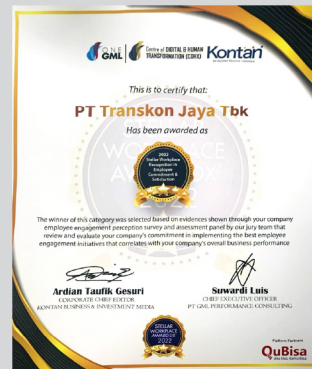 ONE GML Centre of DIGITAL & HUMAN TRANSFORMATION (CDHX) Kontan
This is to certify that:
PT Transkon Jaya Tbk
Has been awarded as
2022
Stellar Workplace
Recognition in
Employee
Commitment &
Satisfaction
The winner of this category was selected based on evidences shown through your company
employee engagement perception survey and assessment panel by our jury team that
review and evaluate your company's commitment in implementing the best employee
engagement initiatives that correlates with your company's overall business performance
Ardian Taufik Gesuri
CORPORATE CHIEF EDITOR
KONTAN BUSINESS & INVESTMENT MEDIA
Suwardi Luis
CHIEF EXECUTIVE OFFICER
PT GML PERFORMANCE CONSULTING
STELLAR
WORKPLACE
AWARD
2022
Platform Partners
QuBisa